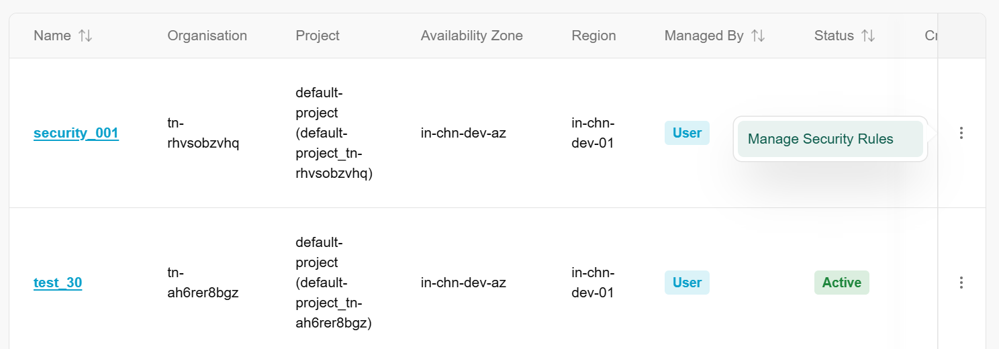 Name Organisation Project Availability Zone Region Managed By Status Cr
security_001
tn-
rhvsobzvhq
default-
project
(default-
project_tn-
rhvsobzvhq)
in-chn-dev-az
in-chn-
dev-01
User
Manage Security Rules
test_30
tn-
ah6rer8bgz
default-
project
(default-
project_tn-
ah6rer8bgz)
in-chn-dev-az
in-chn-
dev-01
User
Active